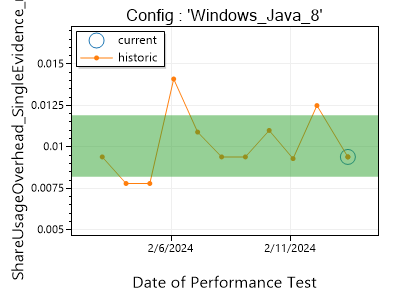 Config : 'Windows_Java_8'
current
historic
0.015
0.0125
0.01
0.0075
0.005
2/6/2024
2/11/2024
Date of Performance Test
ShareUsageOverhead_SingleEvidence_